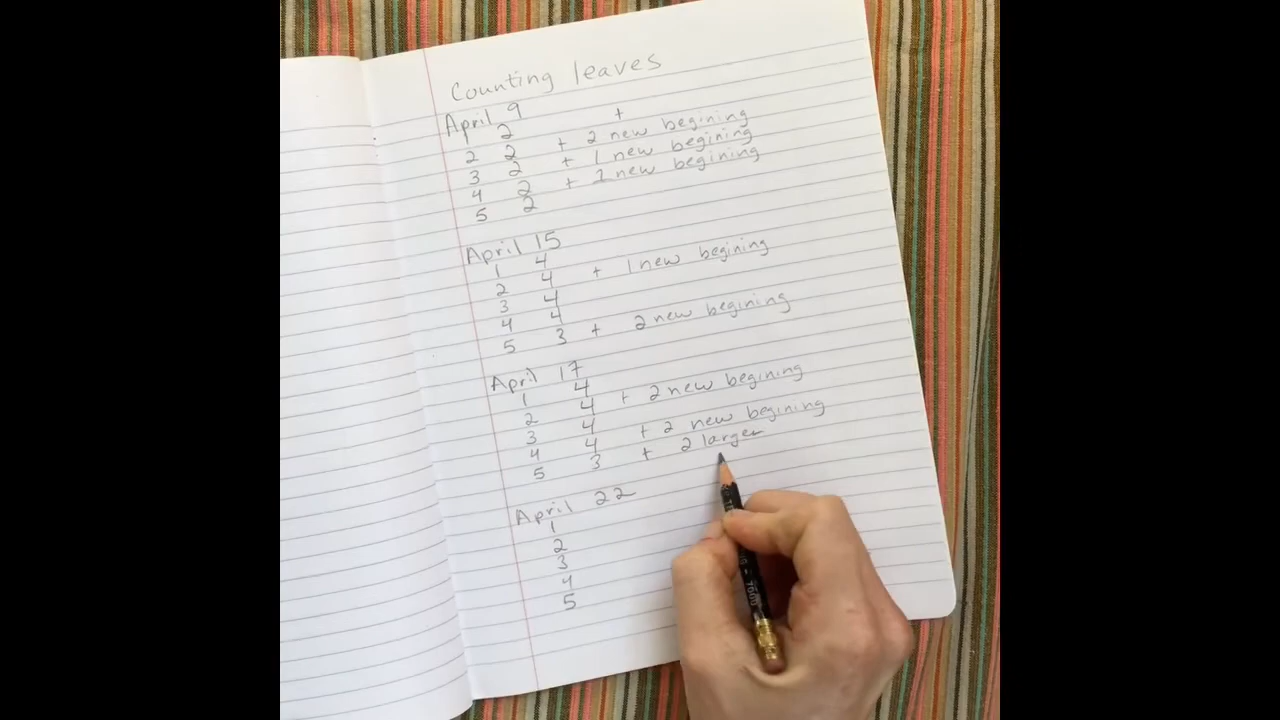 Counting leaves
April 9
2 +
2 2 + 2 new begining
3 2 + 1 new begining
4 2 + 2 new begining
5 2
April 15
1 4
2 4 + 1 new begining
3 4
4 4
5 3 + 2 new begining
April 17
1 4
2 4 + 2 new begining
3 4
4 4 + 2 new begining
5 3 + 2 larger
April 22
1
2
3
4
5